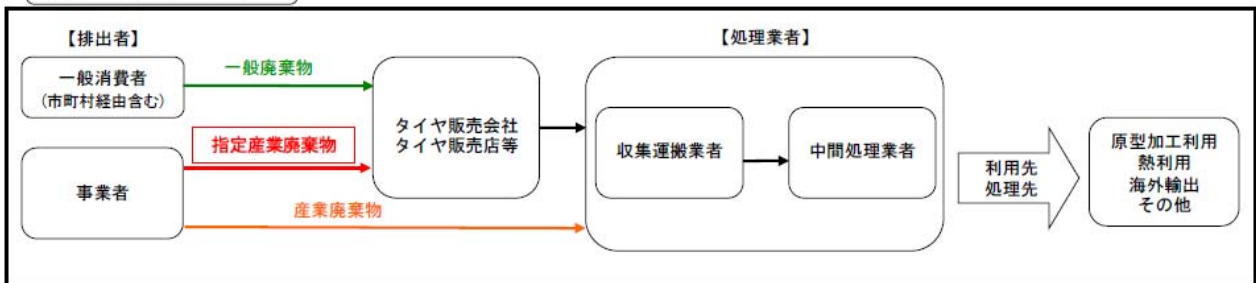 【排出者】
一般消費者
(市町村経由含む)
事業者
一般廃棄物
指定産業廃棄物
産業廃棄物
タイヤ販売会社
タイヤ販売店等
【処理業者】
収集運搬業者
中間処理業者
利用先
処理先
原型加工利用
熱利用
海外輸出
その他